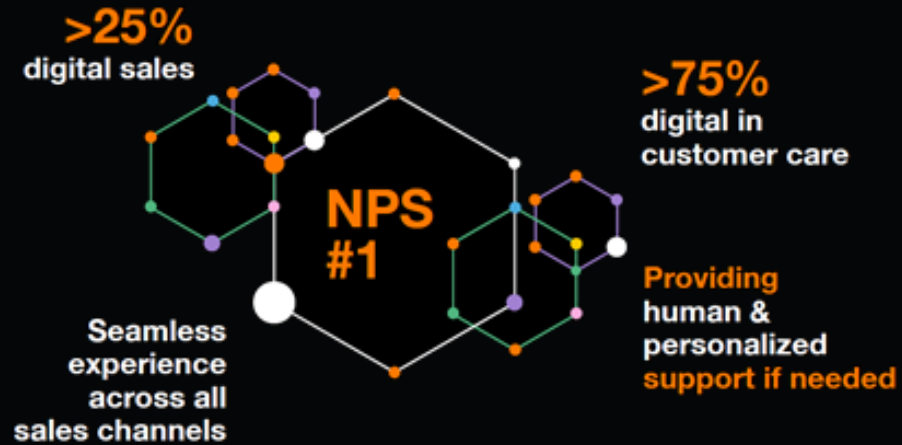 >25%
digital sales
>75%
digital in
customer care
NPS
#1
Seamless
experience
across all
sales channels
Providing
human &
personalized
support if needed